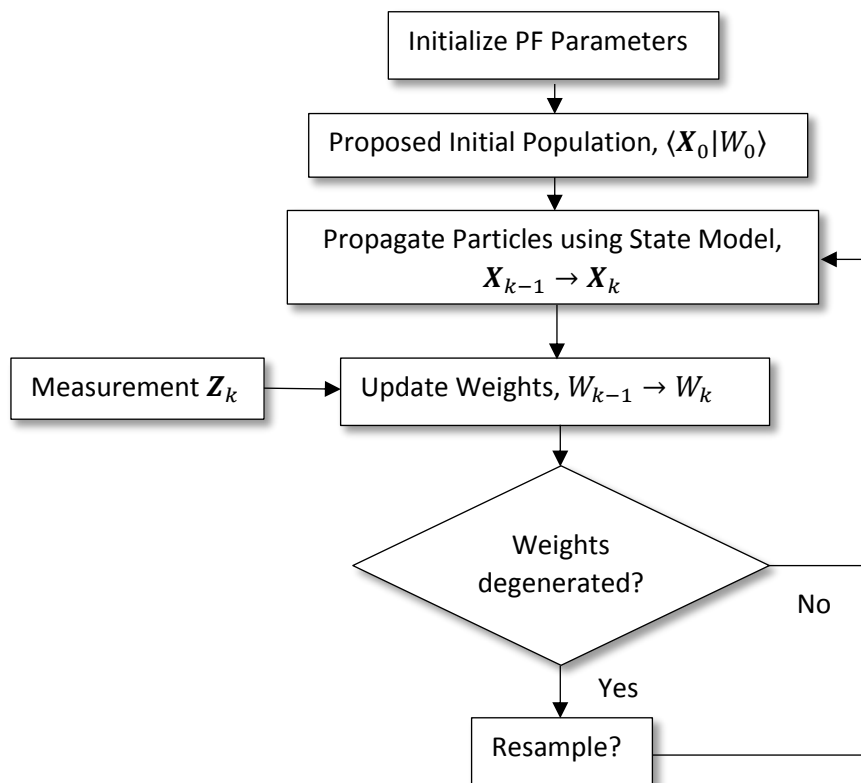 Initialize PF Parameters
Proposed Initial Population, ⟨𝑿₀|𝑊₀⟩
Propagate Particles using State Model,
𝑿ₖ₋₁ → 𝑿ₖ
Measurement 𝒁ₖ
Update Weights, 𝑊ₖ₋₁ → 𝑊ₖ
Weights
degenerated?
No
Yes
Resample?